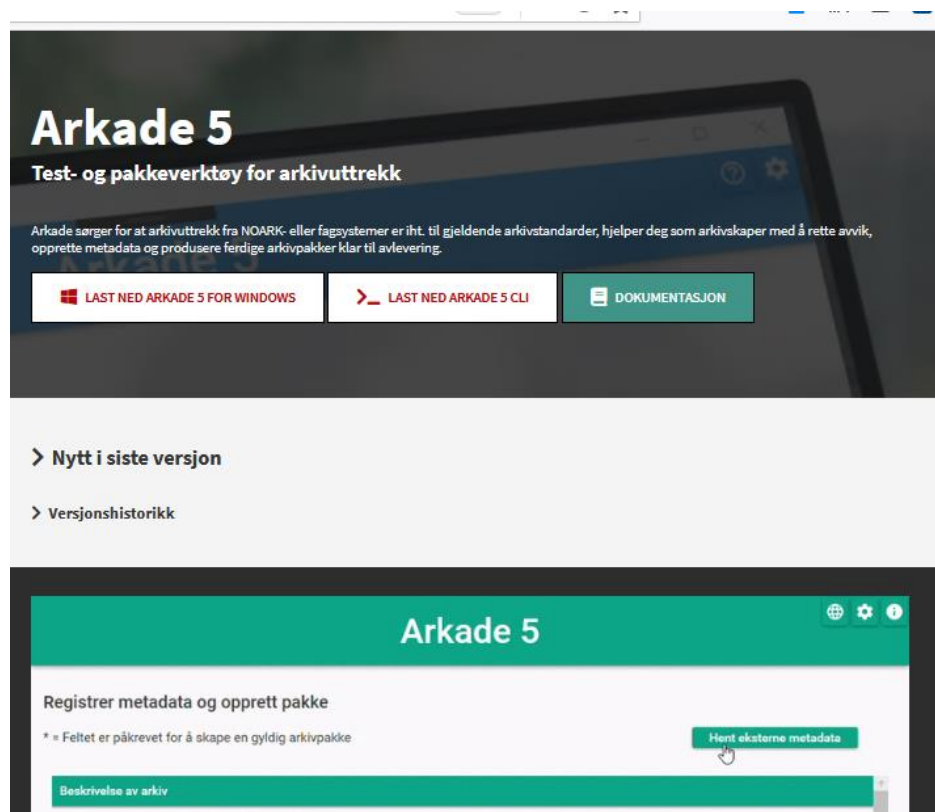 Arkade 5
Test- og pakkeverktøy for arkivuttrekk
Arkade sørger for at arkivuttrekk fra NOARK- eller fagsystemer er iht. til gjeldende arkivstandarder, hjelper deg som arkivskaper med å rette avvik,
opprette metadata og produsere ferdige arkivpakker klar til avlevering.
Arkade 5
LAST NED ARKADE 5 FOR WINDOWS
LAST NED ARKADE 5 CLI
DOKUMENTASJON
Nytt i siste versjon
Versjonshistorikk
Arkade 5
Registrer metadata og opprett pakke
* = Feltet er påkrevet for å skape en gyldig arkivpakke
Hent eksterne metadata
Beskrivelse av arkiv